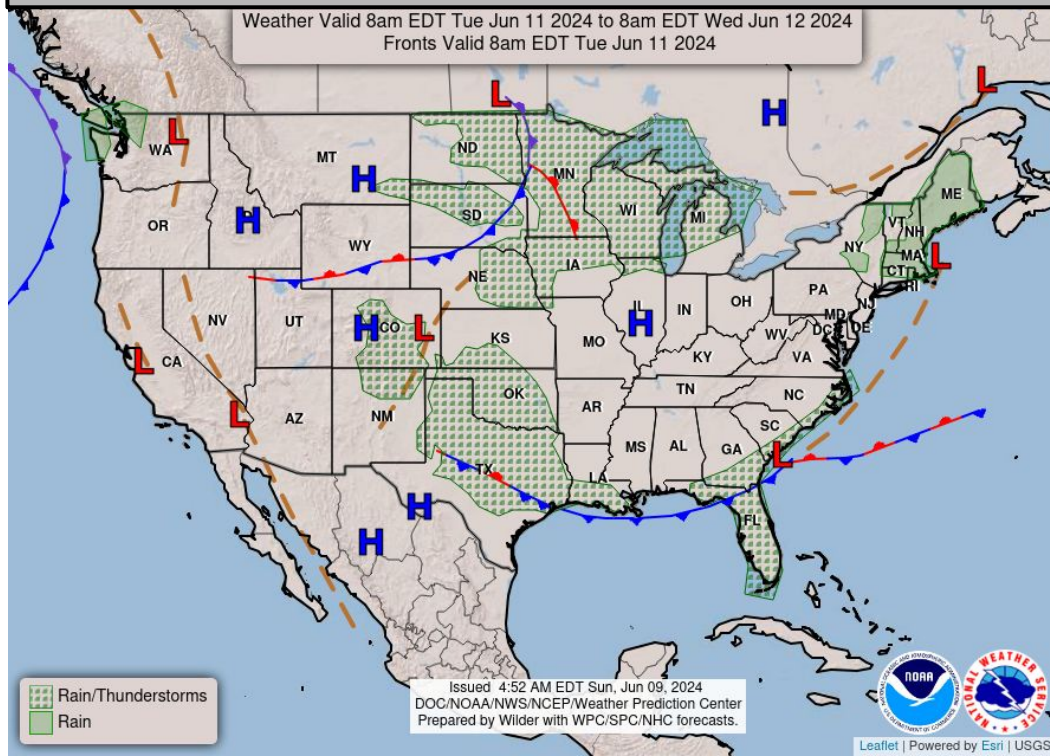 Weather Valid 8am EDT Tue Jun 11 2024 to 8am EDT Wed Jun 12 2024
Fronts Valid 8am EDT Tue Jun 11 2024
L
L
H
WA
L
MT
H
ND
MN
ME
VT
NH
OR
H
WY
SD
WI
MI
NY
MA
L
CT
RI
NE
IA
PA
NJ
NV
UT
H
CO
L
KS
IL
H
IN
OH
MD
DC
DE
WV
VA
L
CA
MO
KY
L
AZ
NM
OK
AR
TN
NC
SC
MS
AL
GA
L
TX
LA
H
FL
H
Rain/Thunderstorms
Rain
Issued 4:52 AM EDT Sun, Jun 09, 2024
DOC/NOAA/NWS/NCEP/Weather Prediction Center
Prepared by Wilder with WPC/SPC/NHC forecasts.
NOAA
NATIONAL WEATHER SERVICE
Leaflet | Powered by Esri | USGS